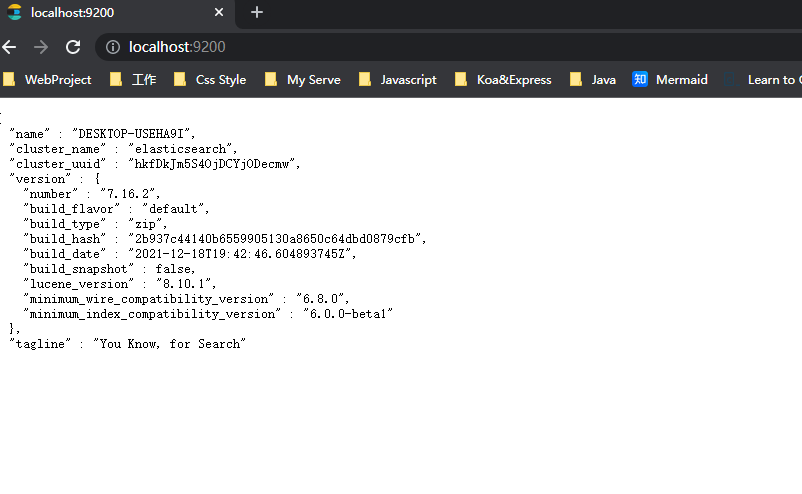 localhost:9200
localhost:9200
WebProject 工作 Css Style My Serve Javascript Koa&Express Java 知 Mermaid Learn to
"name" : "DESKTOP-USEHA9I",
"cluster_name" : "elasticsearch",
"cluster_uuid" : "hkfDkJm5S4OjDCYjODecmw",
"version" : {
"number" : "7.16.2",
"build_flavor" : "default",
"build_type" : "zip",
"build_hash" : "2b937c44140b6559905130a8650c64dbd0879cfb",
"build_date" : "2021-12-18T19:42:46.604893745Z",
"build_snapshot" : false,
"lucene_version" : "8.10.1",
"minimum_wire_compatibility_version" : "6.8.0",
"minimum_index_compatibility_version" : "6.0.0-beta1"
},
"tagline" : "You Know, for Search"